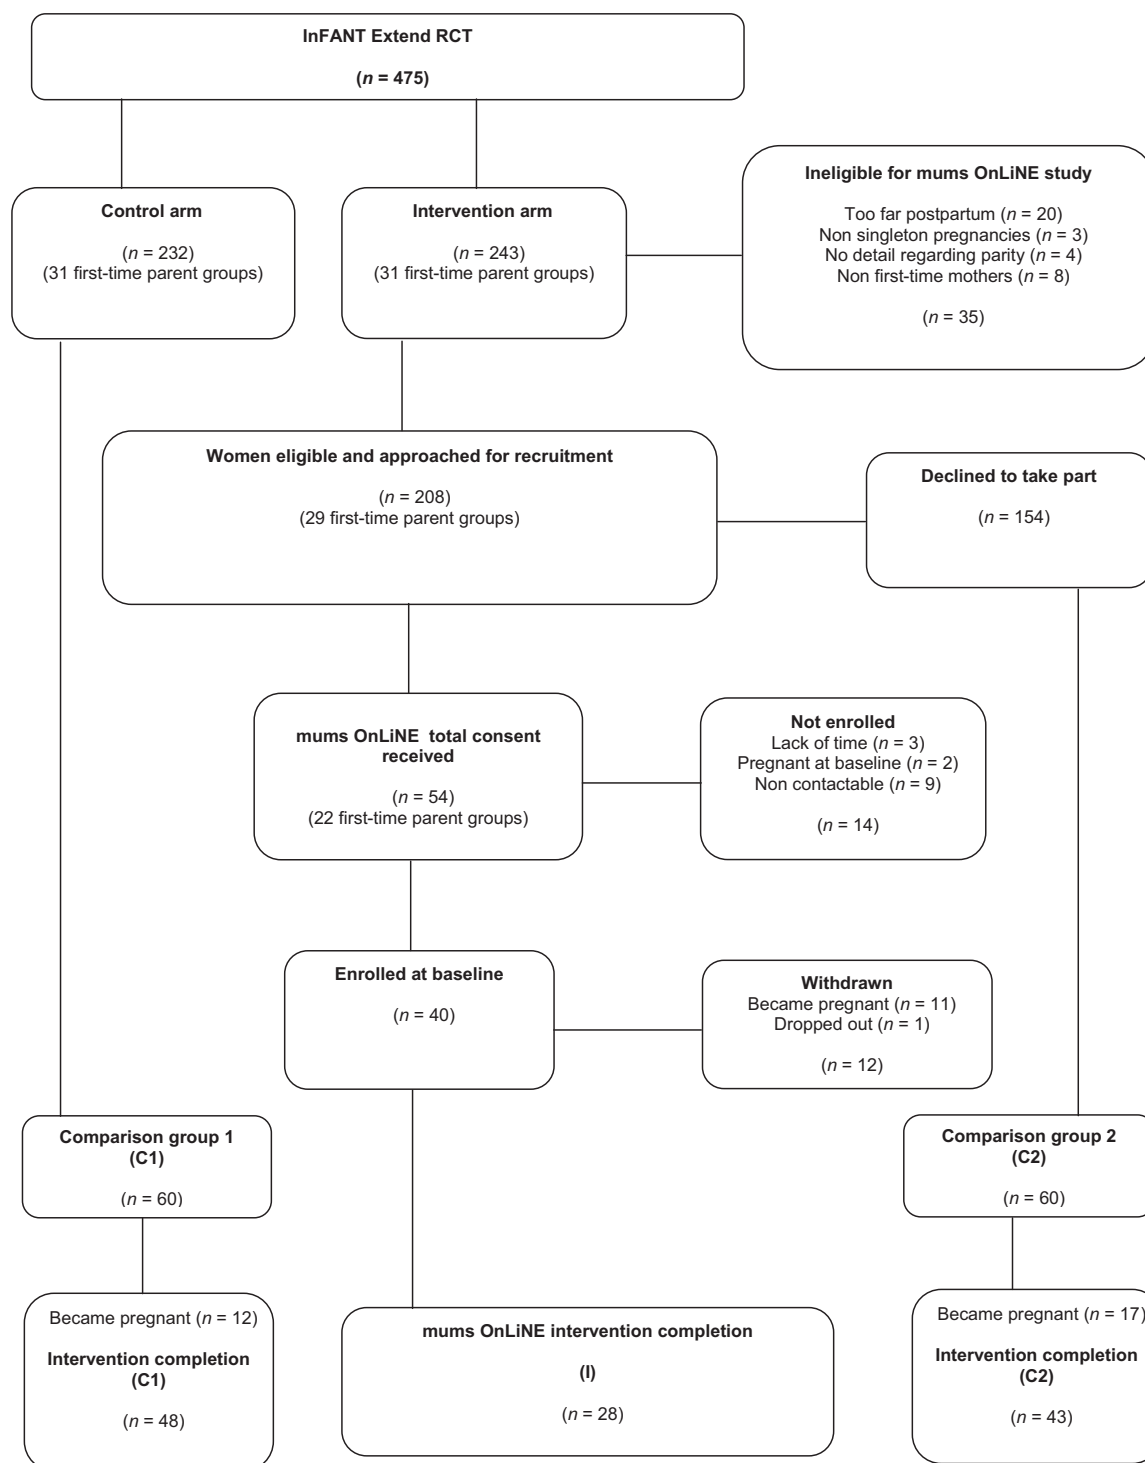 InFANT Extend RCT
(n = 475)
Control arm
(n = 232)
(31 first-time parent groups)
Intervention arm
(n = 243)
(31 first-time parent groups)
Ineligible for mums OnLiNE study
Too far postpartum (n = 20)
Non singleton pregnancies (n = 3)
No detail regarding parity (n = 4)
Non first-time mothers (n = 8)
(n = 35)
Women eligible and approached for recruitment
(n = 208)
(29 first-time parent groups)
Declined to take part
(n = 154)
mums OnLiNE total consent
received
(n = 54)
(22 first-time parent groups)
Not enrolled
Lack of time (n = 3)
Pregnant at baseline (n = 2)
Non contactable (n = 9)
(n = 14)
Enrolled at baseline
(n = 40)
Withdrawn
Became pregnant (n = 11)
Dropped out (n = 1)
(n = 12)
Comparison group 1
(C1)
(n = 60)
Comparison group 2
(C2)
(n = 60)
Became pregnant (n = 12)
Intervention completion
(C1)
(n = 48)
mums OnLiNE intervention completion
(I)
(n = 28)
Became pregnant (n = 17)
Intervention completion
(C2)
(n = 43)